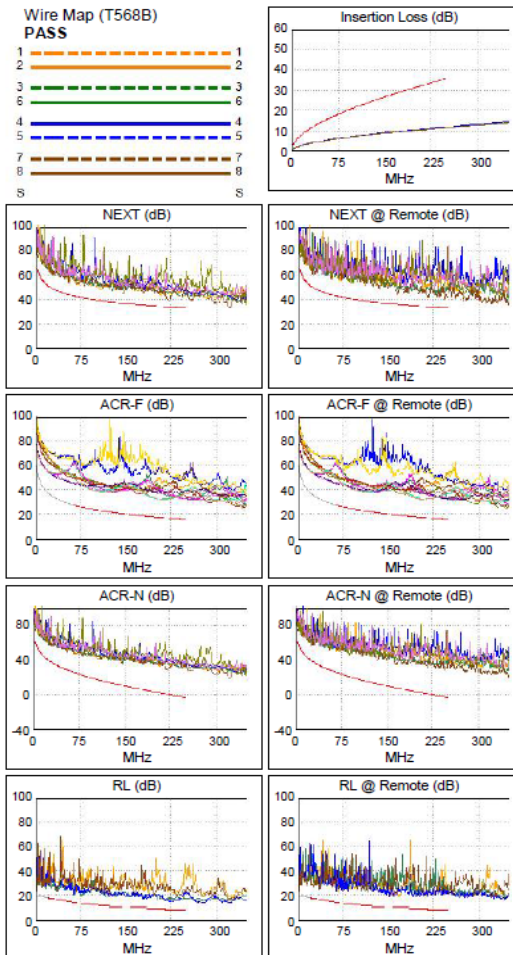 Wire Map (T568B)
PASS
1 1
2 2
3 3
6 6
4 4
5 5
7 7
8 8
S S
Insertion Loss (dB)
60
50
40
30
20
10
0
0 75 150 225 300
MHz
NEXT (dB)
100
80
60
40
20
0
0 75 150 225 300
MHz
NEXT @ Remote (dB)
100
80
60
40
20
0
0 75 150 225 300
MHz
ACR-F (dB)
100
80
60
40
20
0
0 75 150 225 300
MHz
ACR-F @ Remote (dB)
100
80
60
40
20
0
0 75 150 225 300
MHz
ACR-N (dB)
80
40
0
-40
0 75 150 225 300
MHz
ACR-N @ Remote (dB)
80
40
0
-40
0 75 150 225 300
MHz
RL (dB)
100
80
60
40
20
0
0 75 150 225 300
MHz
RL @ Remote (dB)
100
80
60
40
20
0
0 75 150 225 300
MHz